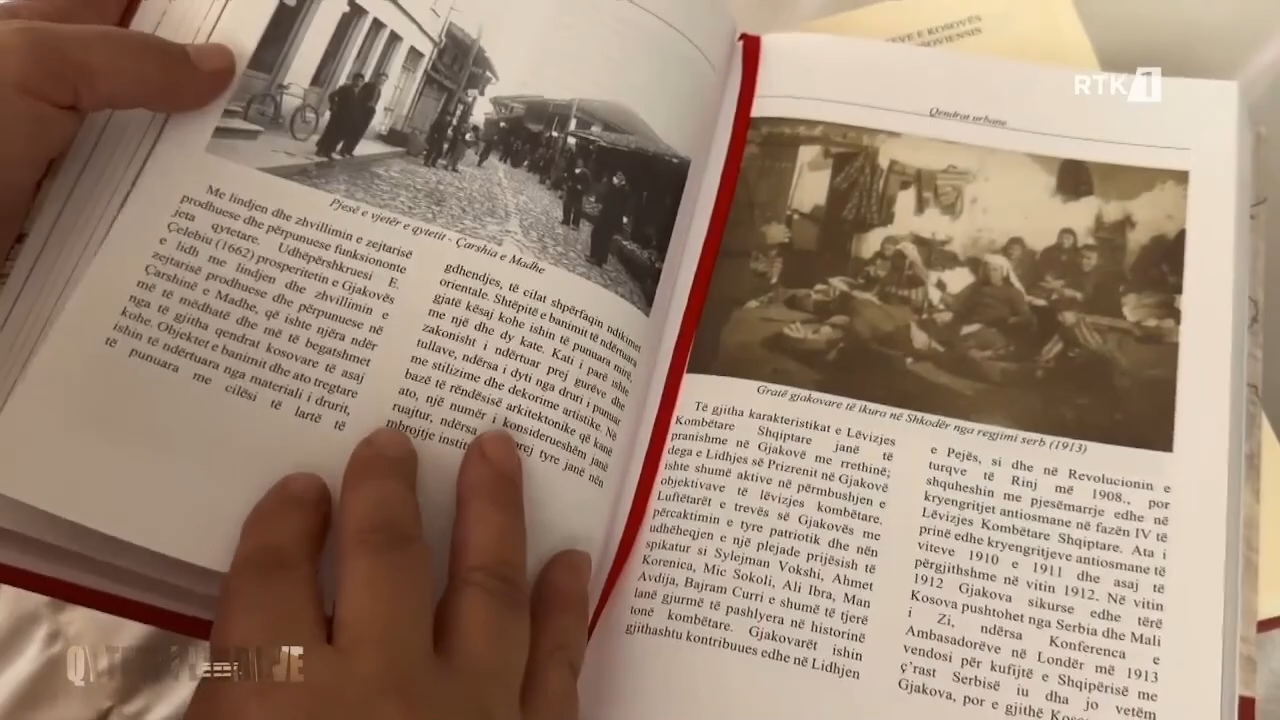 Pjesë e vjetër e qytetit - Çarshia e Madhe
Me lindjen dhe zhvillimin e zejtarisë
prodhuese dhe përpunuese funksiononte
jeta qytetare. Udhëpërshkruesi E.
Çelebiu (1662) prosperitetin e Gjakovës
e lidh me lindjen dhe zhvillimin e
zejtarisë prodhuese dhe përpunuese në
Çarshinë e Madhe, që ishte njëra ndër
më të mëdhatë dhe më të begatshmet
nga të gjitha qendrat kosovare të asaj
kohe. Objektet e banimit dhe ato tregtare
ishin të ndërtuara nga materiali i drurit,
të punuara me cilësi të lartë të
gdhendjes, të cilat shpërfaqin ndikimet
orientale. Shtëpitë e banimit të ndërtuara
gjatë kësaj kohe ishin të punuara mirë,
me një dhe dy kate. Kati i parë ishte
zakonisht i ndërtuar prej gurëve dhe
tullave, ndërsa i dyti nga druri i punuar
me stilizime dhe dekorime artistike. Në
bazë të rëndësisë arkitektonike që kanë
ato, një numër i konsiderueshëm janë
ruajtur, ndërsa prej tyre janë nën
mbrojtje
EVE E KOSOVËS
RTK 1
Qendrat urbane
Gratë gjakovare të ikura në Shkodër nga regjimi serb (1913)
Të gjitha karakteristikat e Lëvizjes
Kombëtare Shqiptare janë të
pranishme në Gjakovë me rrethinë;
dega e Lidhjes së Prizrenit në Gjakovë
ishte shumë aktive në përmbushjen e
objektivave të lëvizjes kombëtare.
Luftëtarët e trevës së Gjakovës me
përcaktimin e tyre patriotik dhe nën
udhëheqjen e një plejade prijësish të
spikatur si Sylejman Vokshi, Ahmet
Korenica, Mic Sokoli, Ali Ibra, Man
Avdija, Bajram Curri e shumë të tjerë
lanë gjurmë të pashlyera në historinë
tonë kombëtare. Gjakovarët ishin
gjithashtu kontribuues edhe në Lidhjen
e Pejës, si dhe në Revolucionin e
turqve të Rinj më 1908., por
shquheshin me pjesëmarrje edhe në
kryengritjet antiosmane në fazën IV të
Lëvizjes Kombëtare Shqiptare. Ata i
prinë edhe kryengritjeve antiosmane të
viteve 1910 e 1911 dhe asaj të
përgjithshme në vitin 1912. Në vitin
1912 Gjakova sikurse edhe tërë
Kosova pushtohet nga Serbia dhe Mali
i Zi, ndërsa Konferenca e
Ambasadorëve në Londër më 1913
vendosi për kufijtë e Shqipërisë me
ç'rast Serbisë iu dha jo vetëm
Gjakova, por e gjithë